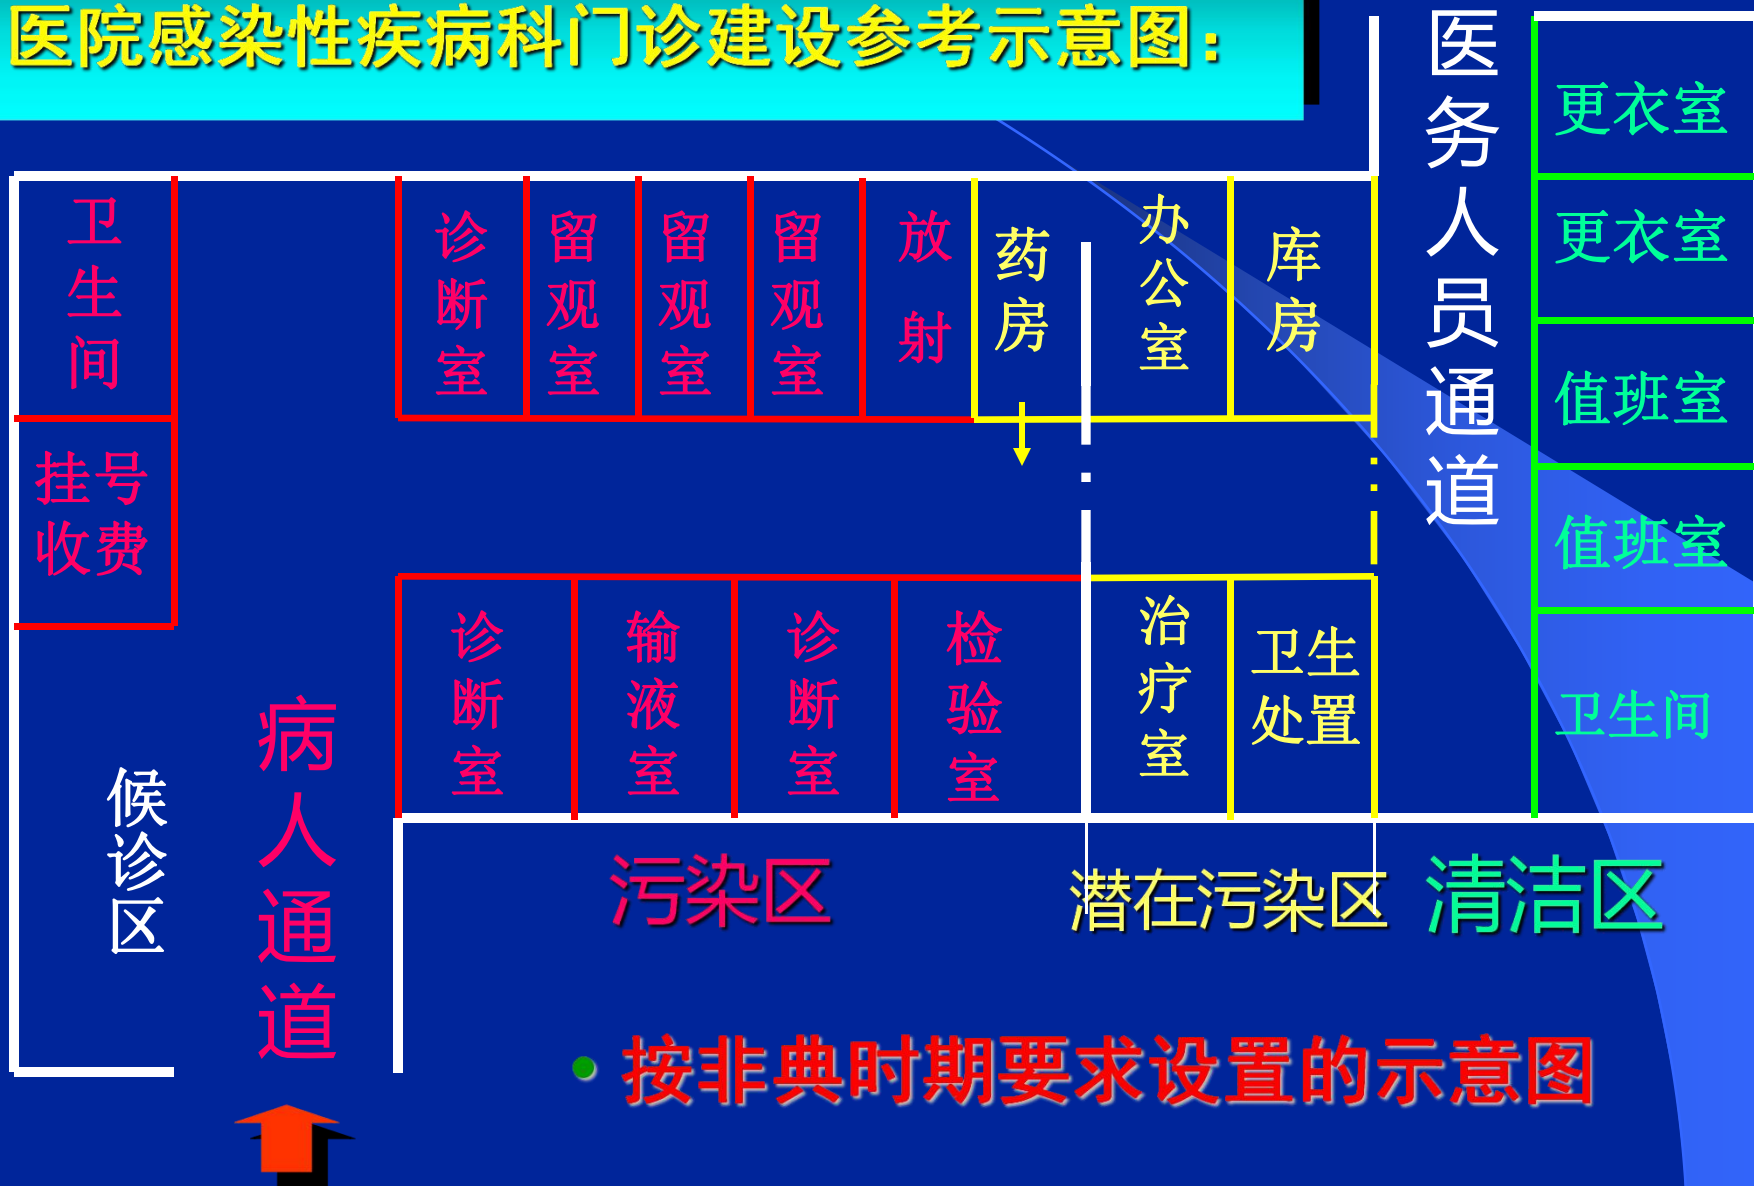 医院感染性疾病科门诊建设参考示意图：
卫生间
挂号
收费
候诊区
病人通道
诊断室
留观室
留观室
留观室
放射
药房
办公室
库房
诊断室
输液室
诊断室
检验室
治疗室
卫生
处置
医务人员通道
更衣室
更衣室
值班室
值班室
卫生间
污染区
潜在污染区
清洁区
• 按非典时期要求设置的示意图